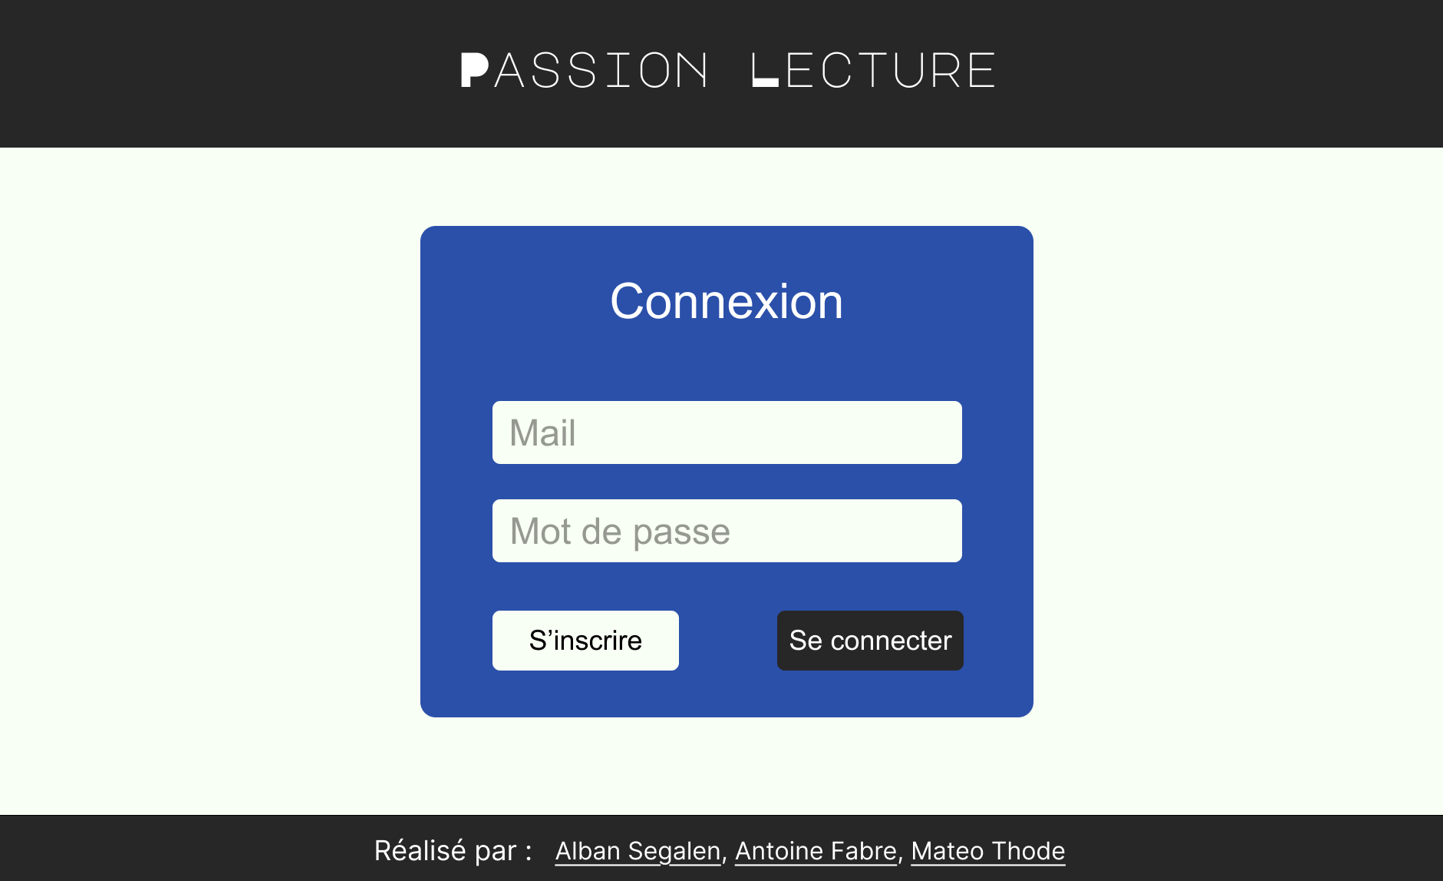 Passion Lecture
Connexion
Mail
Mot de passe
S’inscrire
Se connecter
Réalisé par : Alban Segalen, Antoine Fabre, Mateo Thode